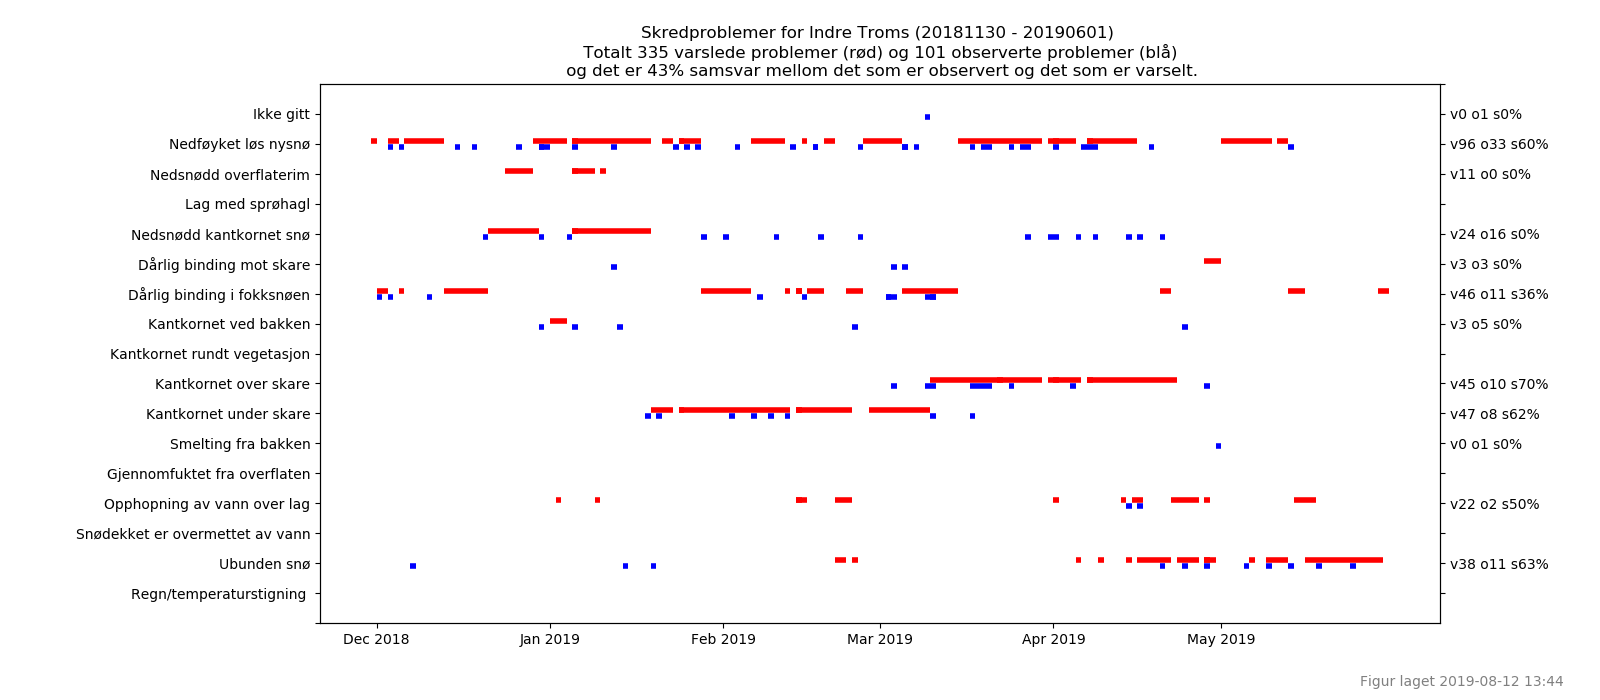 Skredproblemer for Indre Troms (20181130 - 20190601)
Totalt 335 varslede problemer (rød) og 101 observerte problemer (blå)
og det er 43% samsvar mellom det som er observert og det som er varselt.
Ikke gitt
v0 o1 s0%
Nedføyket løs nysnø
v96 o33 s60%
Nedsnødd overflaterim
v11 o0 s0%
Lag med sprøhagl
Nedsnødd kantkornet snø
v24 o16 s0%
Dårlig binding mot skare
v3 o3 s0%
Dårlig binding i fokksnøen
v46 o11 s36%
Kantkornet ved bakken
v3 o5 s0%
Kantkornet rundt vegetasjon
Kantkornet over skare
v45 o10 s70%
Kantkornet under skare
v47 o8 s62%
Smelting fra bakken
v0 o1 s0%
Gjennomfuktet fra overflaten
Opphopning av vann over lag
v22 o2 s50%
Snødekket er overmettet av vann
Ubunden snø
v38 o11 s63%
Regn/temperaturstigning
Dec 2018 Jan 2019 Feb 2019 Mar 2019 Apr 2019 May 2019
Figur laget 2019-08-12 13:44